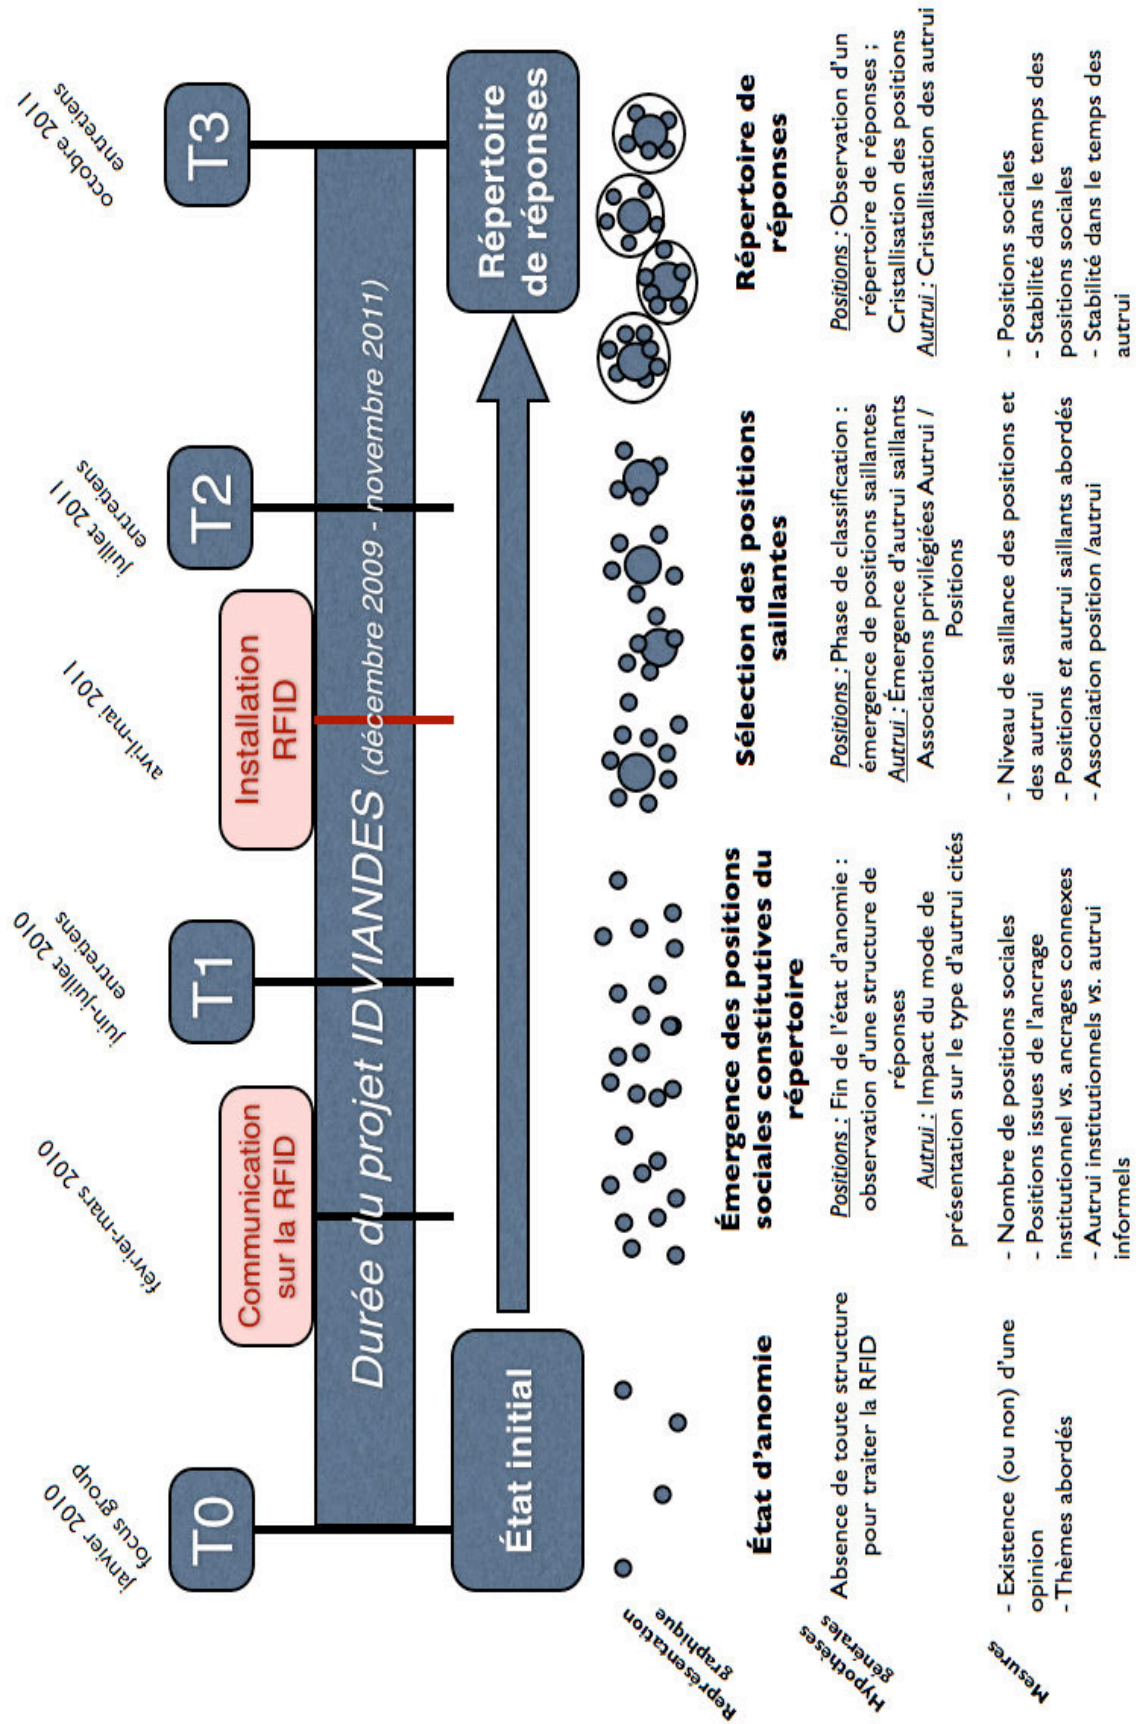 janvier 2010
focus group
février-mars 2010
juin-juillet 2010
entretiens
avril-mai 2011
juillet 2011
entretiens
octobre 2011
entretiens
T0
Communication
sur la RFID
T1
Installation
RFID
T2
T3
Durée du projet IDVIANDES (décembre 2009 - novembre 2011)
État initial
Répertoire
de réponses
Représentation
graphique
État d'anomie
Émergence des positions
sociales constitutives du
répertoire
Sélection des positions
saillantes
Répertoire de
réponses
Hypothèses
générales
Absence de toute structure
pour traiter la RFID
Positions : Fin de l'état d'anomie :
observation d'une structure de
réponses
Autrui : Impact du mode de
présentation sur le type d'autrui cités
Positions : Phase de classification :
émergence de positions saillantes
Autrui : Émergence d'autrui saillants
Associations privilégiées Autrui /
Positions
Positions : Observation d'un
répertoire de réponses ;
Cristallisation des positions
Autrui : Cristallisation des autrui
Mesures
- Existence (ou non) d'une
opinion
- Thèmes abordés
- Nombre de positions sociales
- Positions issues de l'ancrage
institutionnel vs. ancrages connexes
- Autrui institutionnels vs. autrui
informels
- Niveau de saillance des positions et
des autrui
- Positions et autrui saillants abordés
- Association position /autrui
- Positions sociales
- Stabilité dans le temps des
positions sociales
- Stabilité dans le temps des
autrui